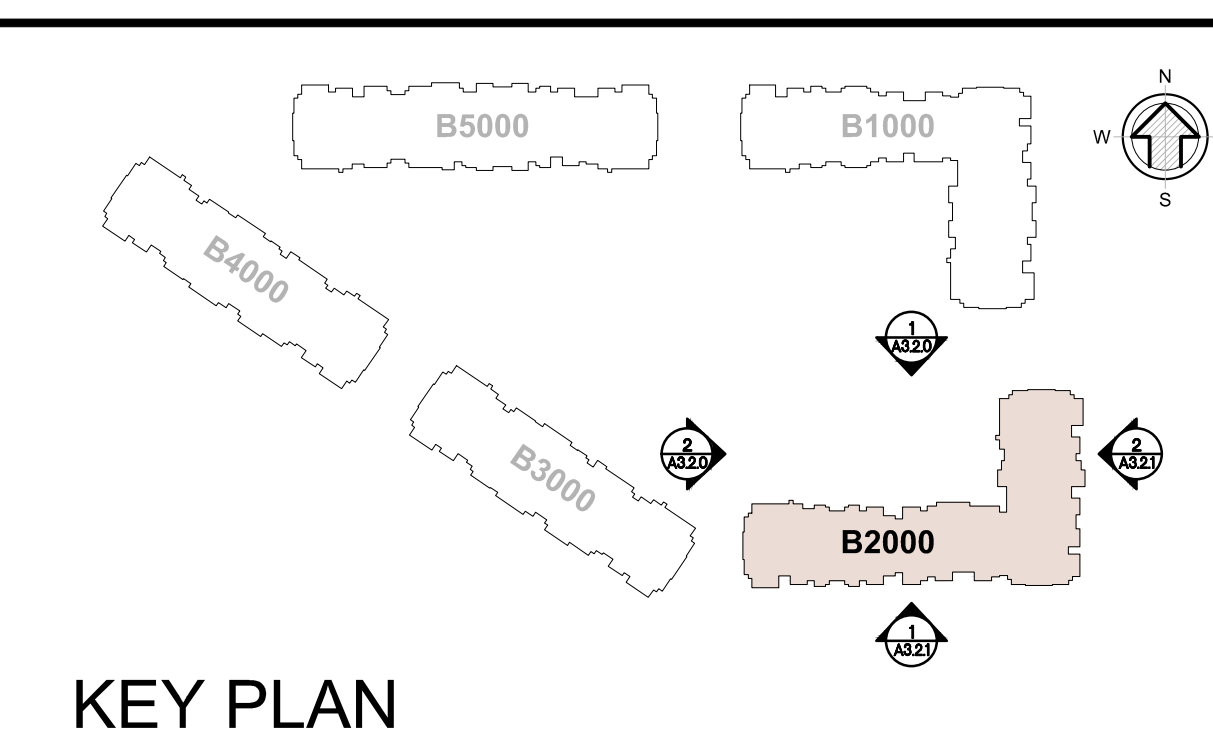 N
B5000
B1000
W
S
B4000
1
A3.2.0
2
A3.2.0
2
A3.2.1
B3000
B2000
1
A3.2.1
KEY PLAN